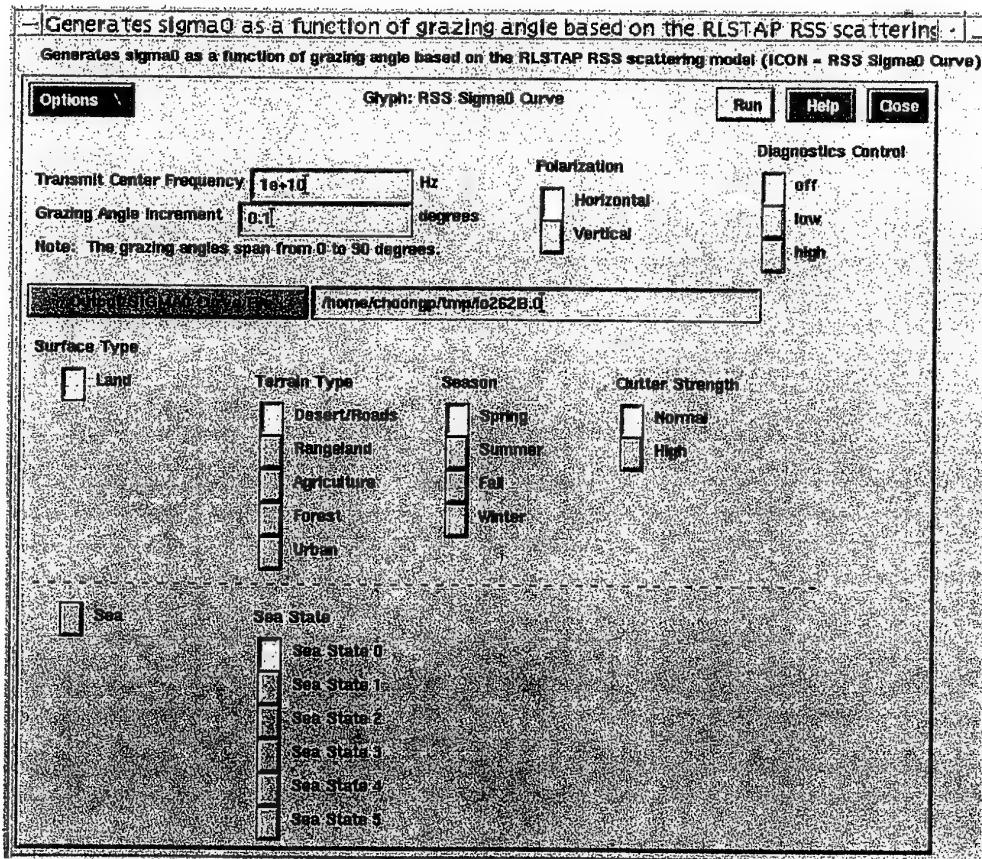 Generates sigma0 as a function of grazing angle based on the RLSTAP RSS scattering
Generates sigma0 as a function of grazing angle based on the RLSTAP RSS scattering model (ICON = RSS Sigma0 Curve)
Options Glyph: RSS Sigma0 Curve Run Help Close
Transmit Center Frequency 1e+10 Hz
Grazing Angle Increment 0.1 degrees
Note: The grazing angles span from 0 to 90 degrees.
Polarization
Horizontal
Vertical
Diagnostics Control
off
low
high
Output SIGMA0 Curve /home/choongp/tmp/io262B.0
Surface Type
Land
Terrain Type
Desert/Roads
Rangeland
Agriculture
Forest
Urban
Season
Spring
Summer
Fall
Winter
Clutter Strength
Normal
High
Sea
Sea State
Sea State 0
Sea State 1
Sea State 2
Sea State 3
Sea State 4
Sea State 5